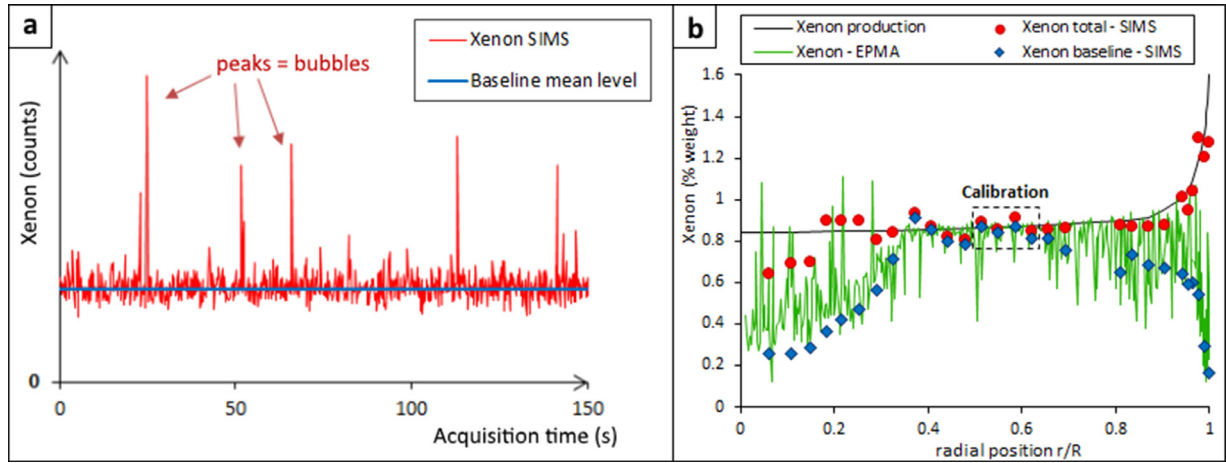 a
Xenon SIMS
Baseline mean level
peaks = bubbles
Xenon (counts)
0
0 50 100 150
Acquisition time (s)
b
Xenon production
Xenon total - SIMS
Xenon - EPMA
Xenon baseline - SIMS
1.6
1.4
1.2
1
0.8
0.6
0.4
0.2
0
Xenon (% weight)
Calibration
0 0.2 0.4 0.6 0.8 1
radial position r/R